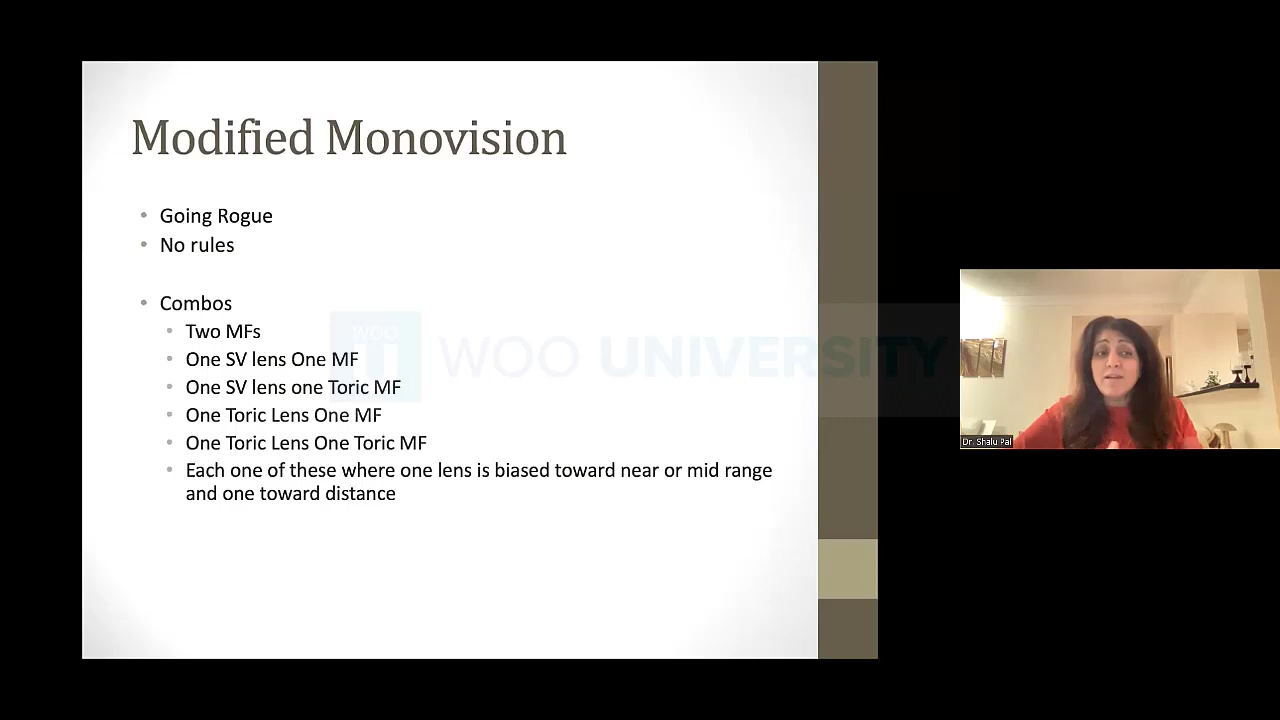 Modified Monovision
Going Rogue
No rules
Combos
Two MFs
One SV lens One MF
One SV lens one Toric MF
One Toric Lens One MF
One Toric Lens One Toric MF
Each one of these where one lens is biased toward near or mid range
and one toward distance
WOO
WOO UNIVERSITY
Dr. Shalu Pal